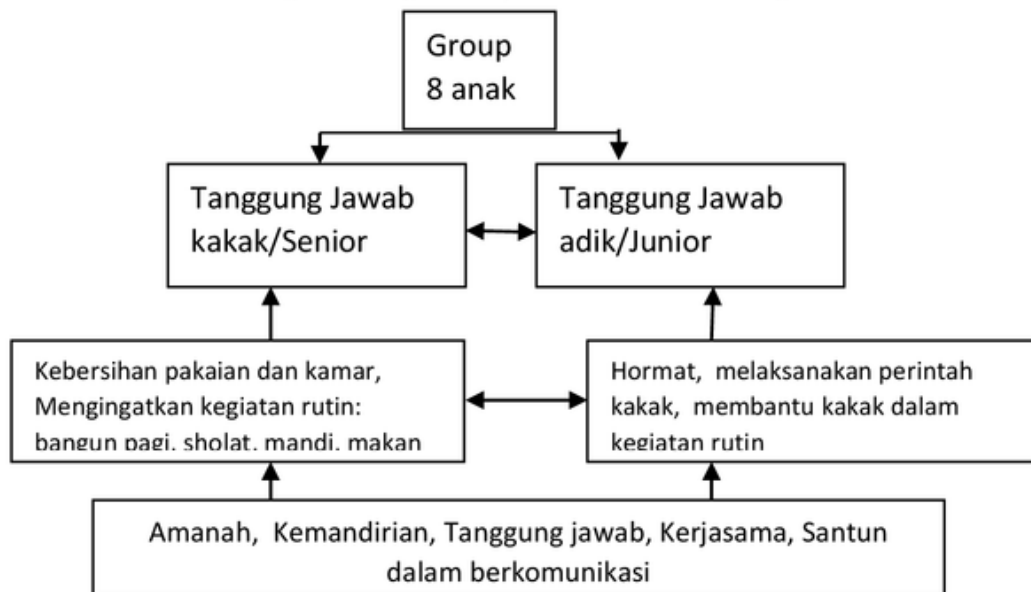 Group
8 anak
Tanggung Jawab
kakak/Senior
Tanggung Jawab
adik/Junior
Kebersihan pakaian dan kamar,
Mengingatkan kegiatan rutin:
bangun pagi, sholat, mandi, makan
Hormat, melaksanakan perintah
kakak, membantu kakak dalam
kegiatan rutin
Amanah, Kemandirian, Tanggung jawab, Kerjasama, Santun
dalam berkomunikasi